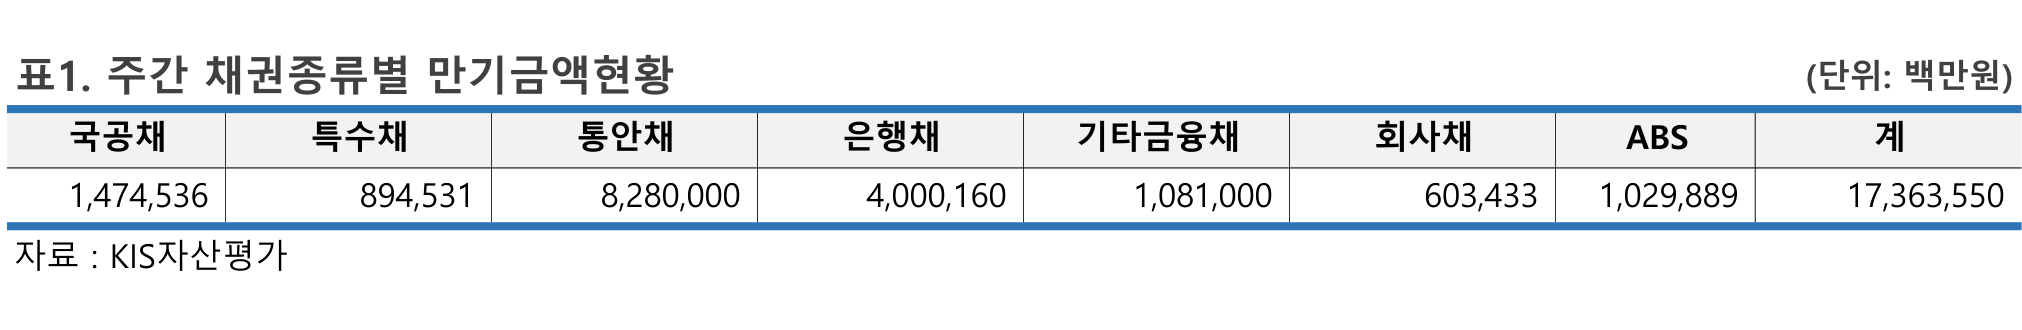 표1. 주간 채권종류별 만기금액현황 (단위: 백만원)
국공채 특수채 통안채 은행채 기타금융채 회사채 ABS 계
1,474,536 894,531 8,280,000 4,000,160 1,081,000 603,433 1,029,889 17,363,550
자료 : KIS자산평가